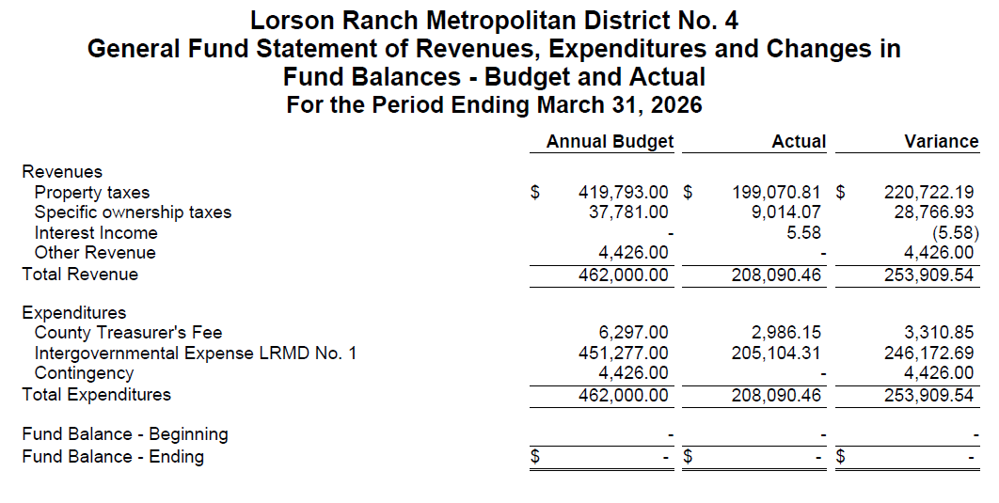 Lorson Ranch Metropolitan District No. 4
General Fund Statement of Revenues, Expenditures and Changes in
Fund Balances - Budget and Actual
For the Period Ending March 31, 2026
Annual Budget Actual Variance
Revenues
Property taxes $ 419,793.00 $ 199,070.81 $ 220,722.19
Specific ownership taxes 37,781.00 9,014.07 28,766.93
Interest Income - 5.58 (5.58)
Other Revenue 4,426.00 - 4,426.00
Total Revenue 462,000.00 208,090.46 253,909.54
Expenditures
County Treasurer's Fee 6,297.00 2,986.15 3,310.85
Intergovernmental Expense LRMD No. 1 451,277.00 205,104.31 246,172.69
Contingency 4,426.00 - 4,426.00
Total Expenditures 462,000.00 208,090.46 253,909.54
Fund Balance - Beginning - - -
Fund Balance - Ending $ - $ - $ -